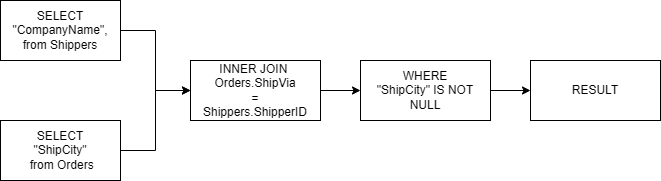 SELECT
"CompanyName",
from Shippers
SELECT
"ShipCity"
from Orders
INNER JOIN
Orders.ShipVia
=
Shippers.ShipperID
WHERE
"ShipCity" IS NOT
NULL
RESULT